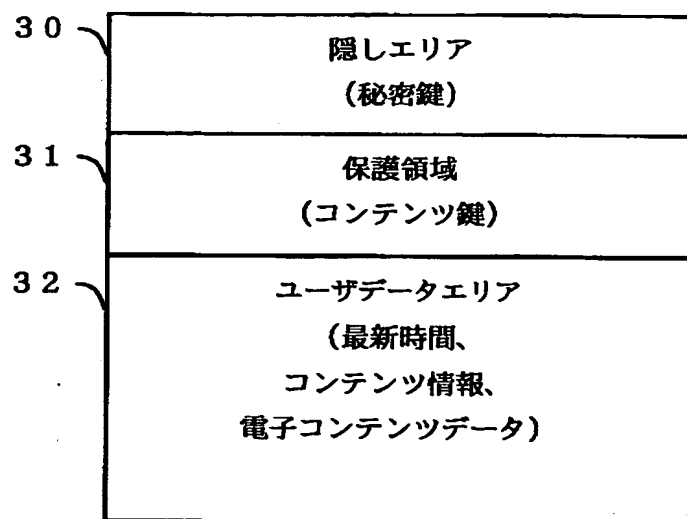 30
隠しエリア
(秘密鍵)
31
保護領域
(コンテンツ鍵)
32
ユーザデータエリア
(最新時間、
コンテンツ情報、
電子コンテンツデータ)